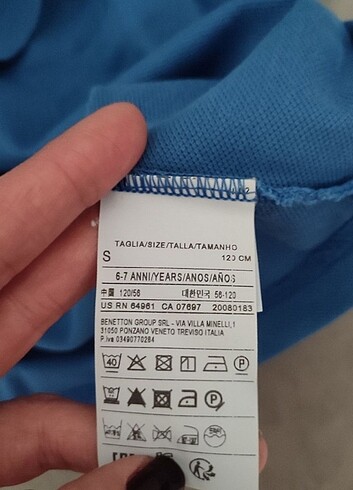 TAGLIA/SIZE/TALLA/TAMANHO
S 120 CM
6-7 ANNI/YEARS/ANOS/AÑOS
中国 120/56 대한민국 56-120
US RN 64961 CA 07697 20080183
BENETTON GROUP SRL - VIA VILLA MINELLI,1
31050 PONZANO VENETO TREVISO ITALIA
P.iva 03490770264
40 P
P